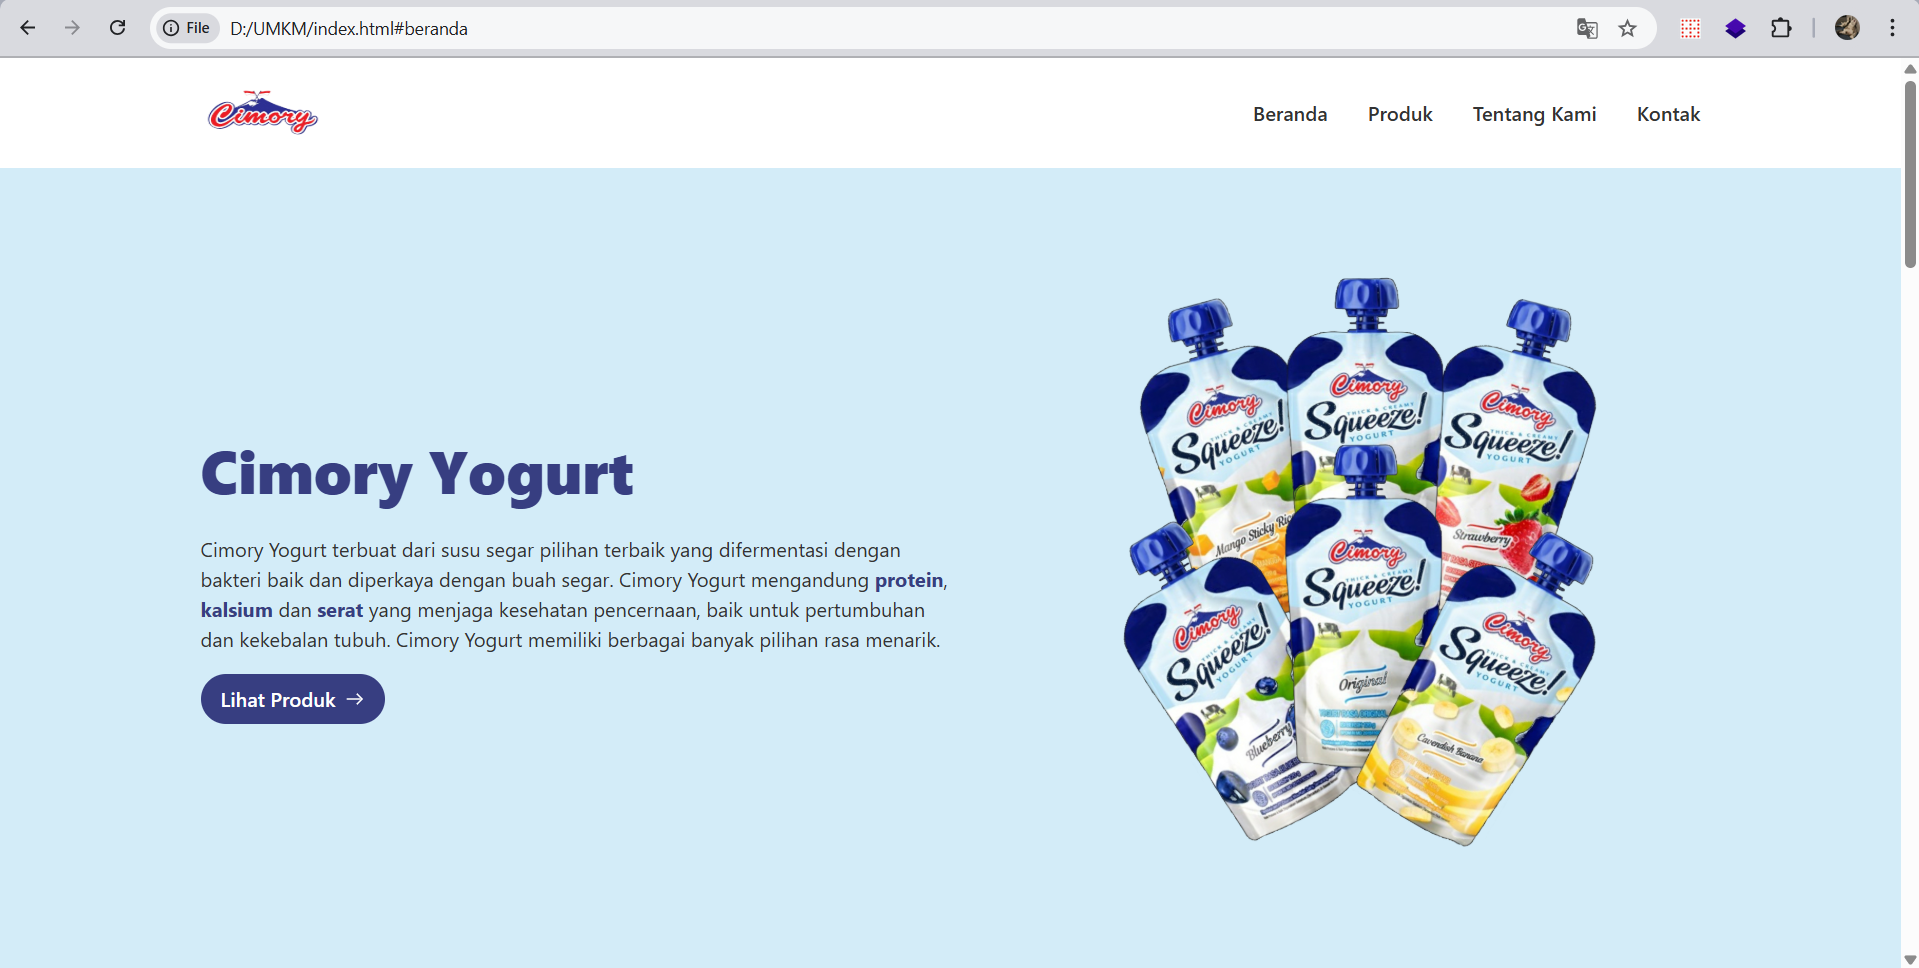 File D:/UMKM/index.html#beranda
Cimory
Beranda Produk Tentang Kami Kontak
Cimory Yogurt
Cimory Yogurt terbuat dari susu segar pilihan terbaik yang difermentasi dengan
bakteri baik dan diperkaya dengan buah segar. Cimory Yogurt mengandung protein,
kalsium dan serat yang menjaga kesehatan pencernaan, baik untuk pertumbuhan
dan kekebalan tubuh. Cimory Yogurt memiliki berbagai banyak pilihan rasa menarik.
Lihat Produk
Cimory
THICK & CREAMY
Squeeze!
YOGURT
Mango Sticky
Cimory
THICK & CREAMY
Squeeze!
YOGURT
Cimory
THICK & CREAMY
Squeeze!
YOGURT
Strawberry
Cimory
THICK & CREAMY
Squeeze!
YOGURT
Blueberry
Cimory
THICK & CREAMY
Squeeze!
YOGURT
Original
Cimory
THICK & CREAMY
Squeeze!
YOGURT
Cavendish Banana